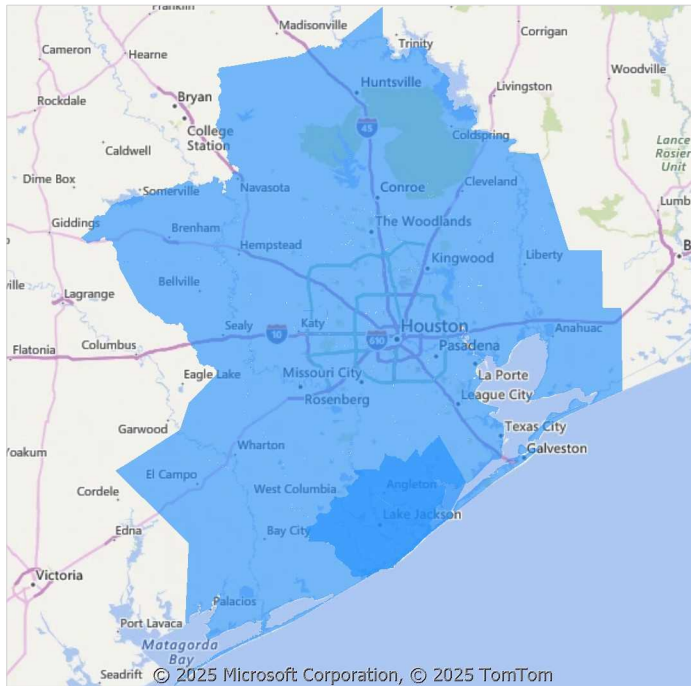 Franklin
Trinity
Madisonville
Corrigan
Cameron
Hearne
Woodville
Livingston
Huntsville
Rockdale
Bryan
45
College
Station
Coldspring
Caldwell
Lance
Rosier
Unit
Dime Box
Somerville
Navasota
Conroe
Cleveland
Lumb
Giddings
Brenham
The Woodlands
Hempstead
Kingwood
Liberty
B
ville
Bellville
Lagrange
Sealy
10
Katy
610
Houston
Anahuac
Flatonia
Columbus
Pasadena
Eagle Lake
Missouri City
La Porte
Rosenberg
League City
Garwood
Texas City
Yoakum
Wharton
Galveston
El Campo
Angleton
Cordele
West Columbia
Lake Jackson
Edna
Bay City
Victoria
Palacios
Port Lavaca
Matagorda
Bay
Seadrift
© 2025 Microsoft Corporation, © 2025 TomTom